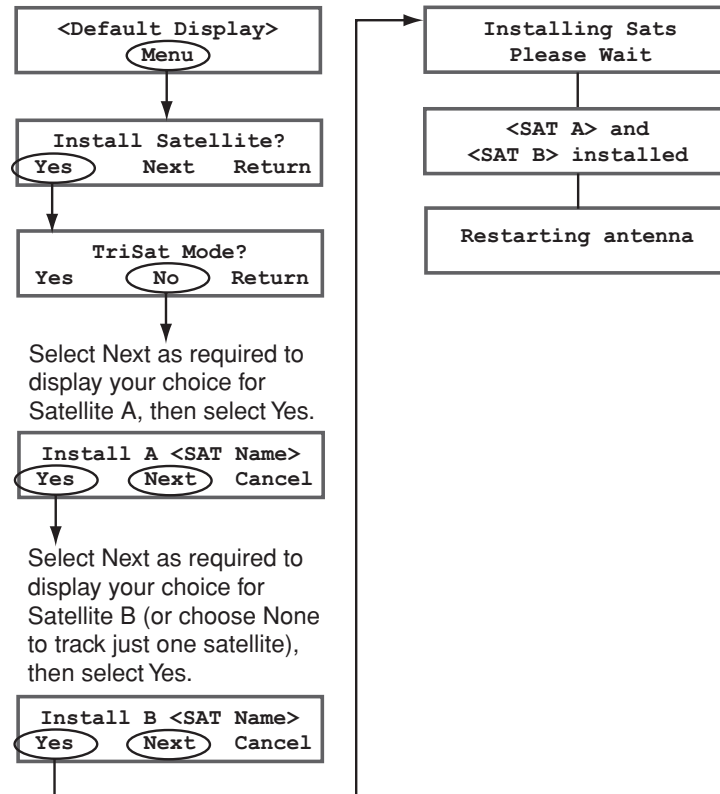 <Default Display>
Menu
Install Satellite?
Yes Next Return
TriSat Mode?
Yes No Return
Select Next as required to
display your choice for
Satellite A, then select Yes.
Install A <SAT Name>
Yes Next Cancel
Select Next as required to
display your choice for
Satellite B (or choose None
to track just one satellite),
then select Yes.
Install B <SAT Name>
Yes Next Cancel
Installing Sats
Please Wait
<SAT A> and
<SAT B> installed
Restarting antenna